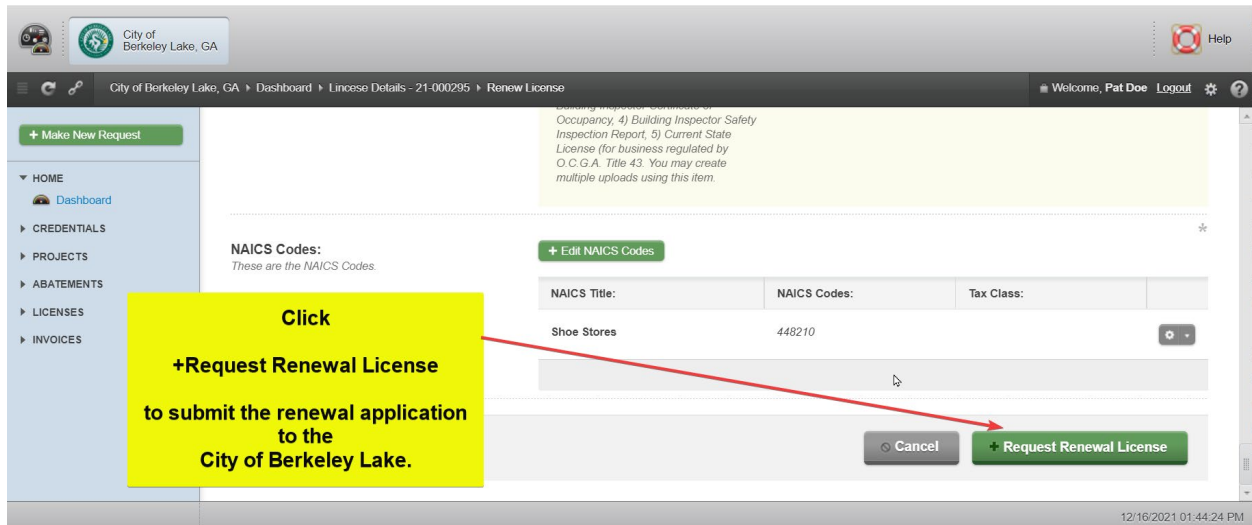 City of
Berkeley Lake, GA
Help
City of Berkeley Lake, GA ▸ Dashboard ▸ Lincese Details - 21-000295 ▸ Renew License
Welcome, Pat Doe Logout
+ Make New Request
HOME
Dashboard
CREDENTIALS
PROJECTS
ABATEMENTS
LICENSES
INVOICES
Building Inspector Certificate of
Occupancy, 4) Building Inspector Safety
Inspection Report, 5) Current State
License (for business regulated by
O.C.G.A. Title 43. You may create
multiple uploads using this item.
*
NAICS Codes:
These are the NAICS Codes.
+ Edit NAICS Codes
NAICS Title: NAICS Codes: Tax Class:
Shoe Stores 448210
Click
+Request Renewal License
to submit the renewal application
to the
City of Berkeley Lake.
Cancel
+ Request Renewal License
12/16/2021 01:44:24 PM